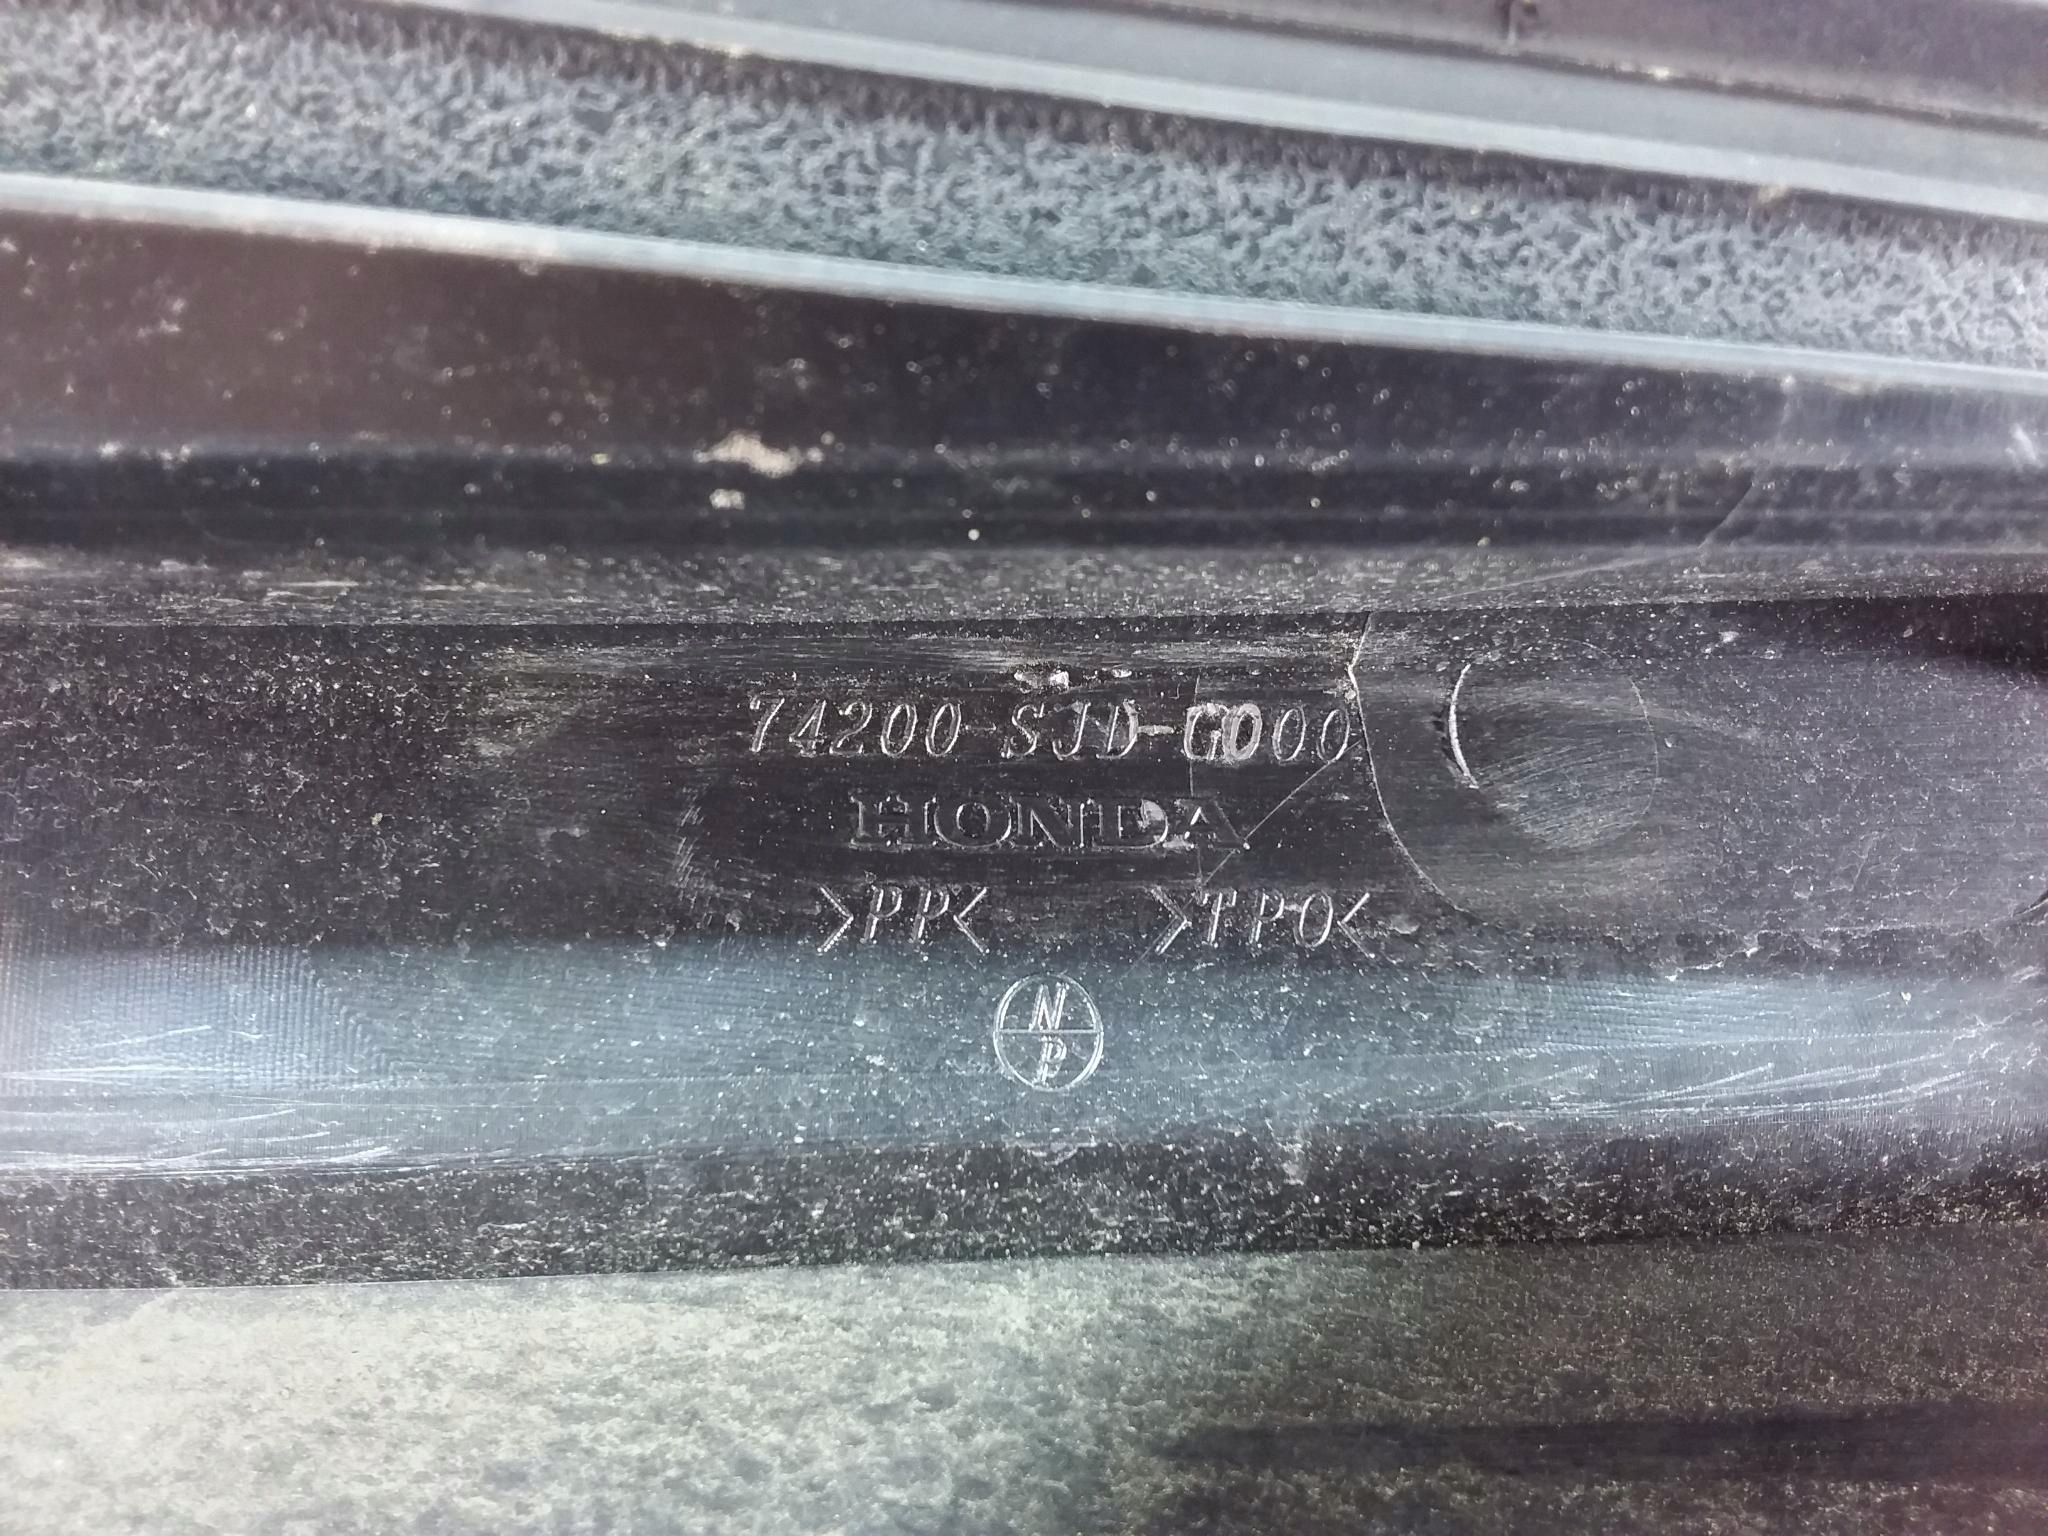 74200-SJD-G000
HONDA
>PP< >TPO<
N
P